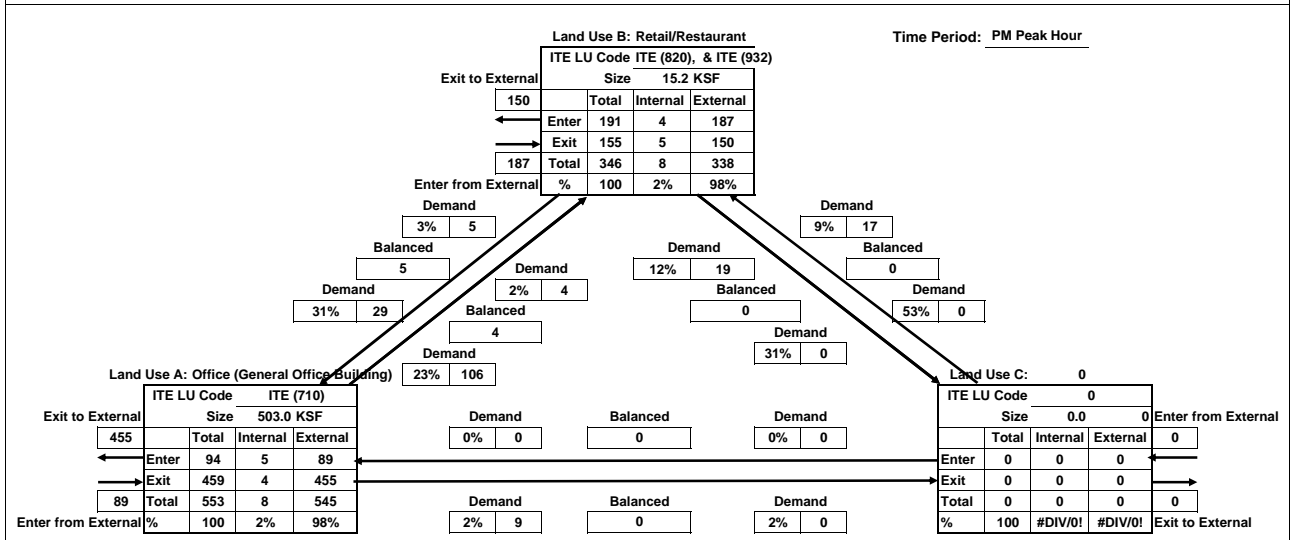 Land Use B: Retail/Restaurant
Time Period: PM Peak Hour
ITE LU Code ITE (820), & ITE (932)
Exit to External Size 15.2 KSF
150 Total Internal External
Enter 191 4 187
Exit 155 5 150
187 Total 346 8 338
Enter from External % 100 2% 98%
Demand Demand
3% 5 9% 17
Balanced Demand Balanced
5 Demand 12% 19 0
Demand 2% 4 Balanced Demand
31% 29 Balanced 0 53% 0
4 Demand
Demand 31% 0
Land Use A: Office (General Office Building) 23% 106 Land Use C: 0
ITE LU Code ITE (710) ITE LU Code 0
Exit to External Size 503.0 KSF Demand Balanced Demand Size 0.0 0 Enter from External
455 Total Internal External 0% 0 0 0% 0 Total Internal External 0
Enter 94 5 89 Enter 0 0 0
Exit 459 4 455 Exit 0 0 0
89 Total 553 8 545 Demand Balanced Demand Total 0 0 0 0
Enter from External % 100 2% 98% 2% 9 0 2% 0 % 100 #DIV/0! #DIV/0! Exit to External